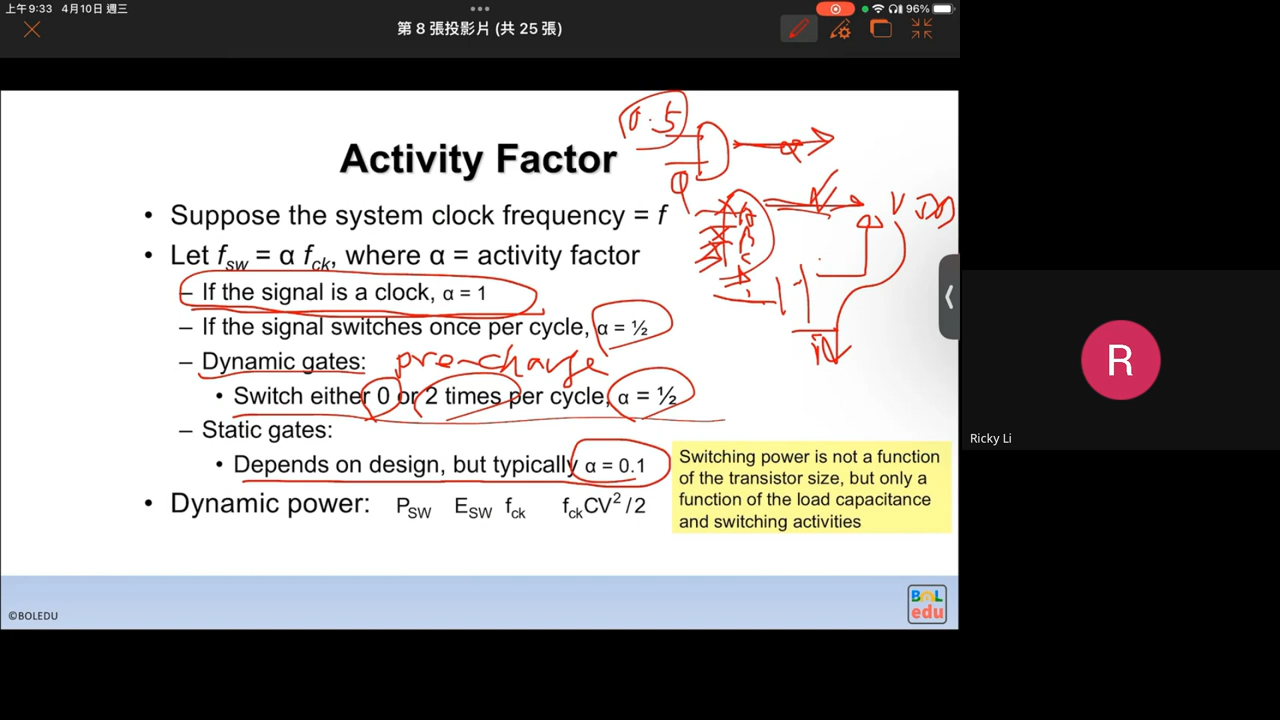 上午9:33 4月10日 週三
96%
第 8 張投影片 (共 25 張)
0.5
Activity Factor
• Suppose the system clock frequency = f
• Let fsw = α fck, where α = activity factor
– If the signal is a clock, α = 1
– If the signal switches once per cycle, α = ½
– Dynamic gates: pre-charge
• Switch either 0 or 2 times per cycle, α = ½
– Static gates:
• Depends on design, but typically α = 0.1
• Dynamic power: PSW ESW fck fckCV²/2
Switching power is not a function
of the transistor size, but only a
function of the load capacitance
and switching activities
VDD
A
B
C
©BOLEDU
BOL
edu
R
Ricky Li